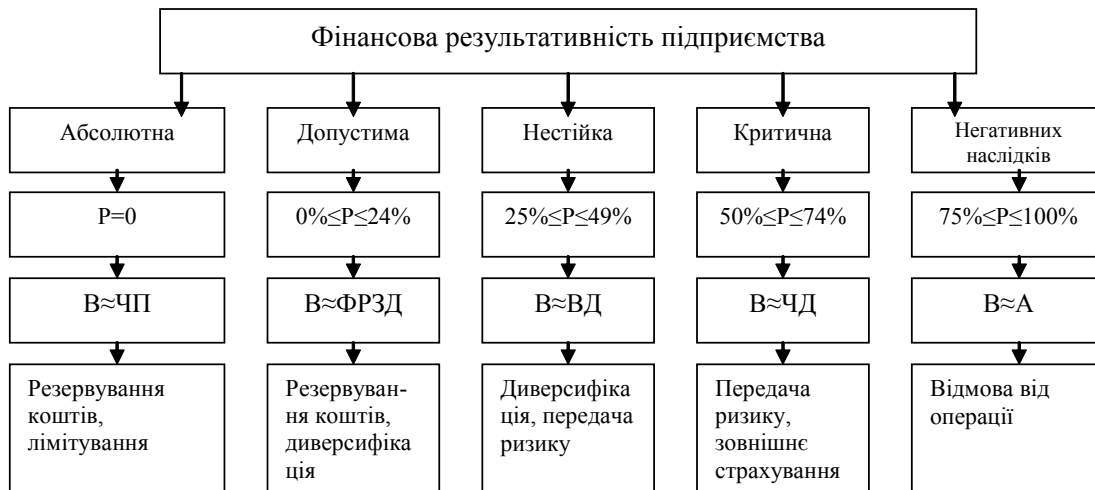 Фінансова результативність підприємства
Абсолютна
Допустима
Нестійка
Критична
Негативних
наслідків
P=0
0%≤P≤24%
25%≤P≤49%
50%≤P≤74%
75%≤P≤100%
В≈ЧП
В≈ФРЗД
В≈ВД
В≈ЧД
В≈А
Резервування
коштів,
лімітування
Резервуван-
ня коштів,
диверсифіка
ція
Диверсифіка
ція, передача
ризику
Передача
ризику,
зовнішнє
страхування
Відмова від
операції